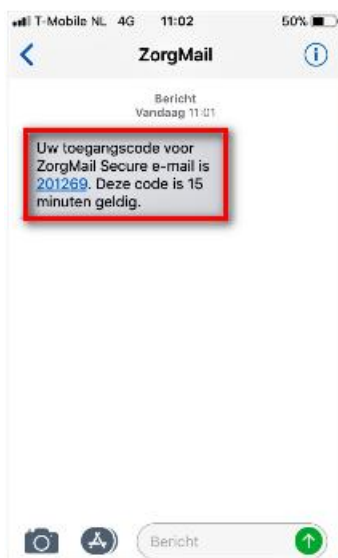 T-Mobile NL 4G 11:02 50%
ZorgMail
Bericht
Vandaag 11:01
Uw toegangscode voor
ZorgMail Secure e-mail is
201269. Deze code is 15
minuten geldig.
Bericht